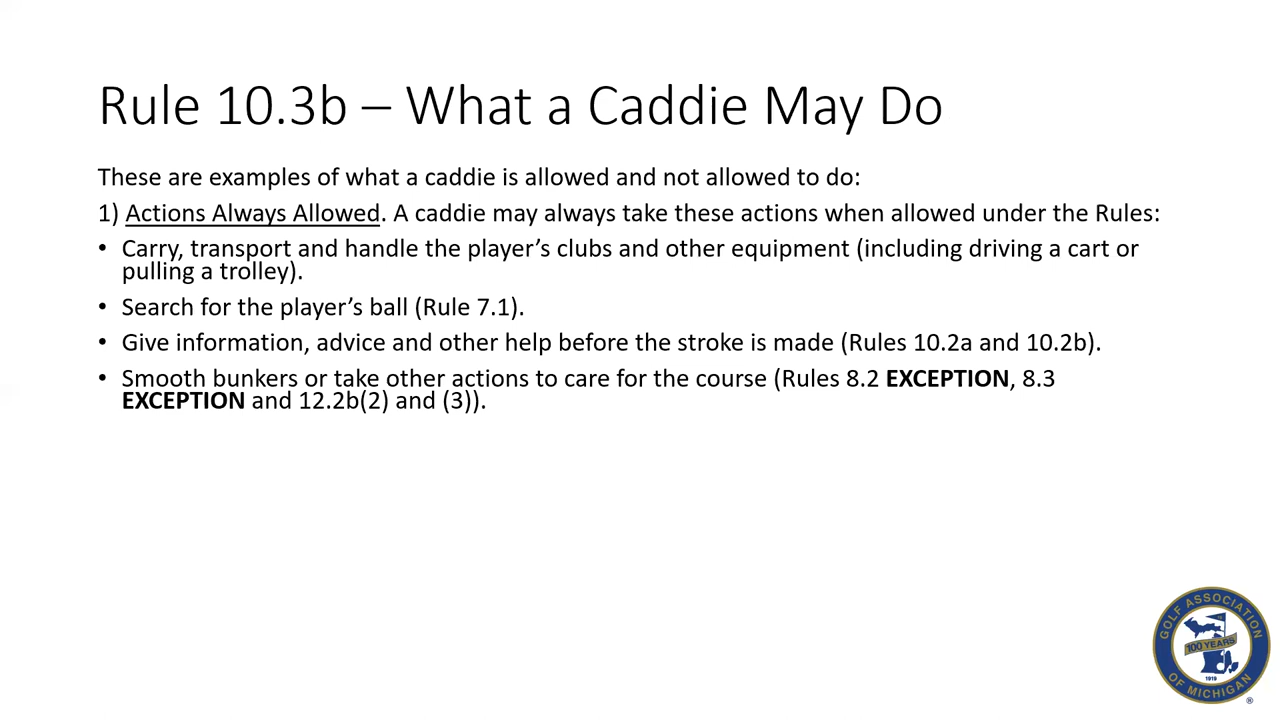 Rule 10.3b – What a Caddie May Do
These are examples of what a caddie is allowed and not allowed to do:
1) Actions Always Allowed. A caddie may always take these actions when allowed under the Rules:
• Carry, transport and handle the player’s clubs and other equipment (including driving a cart or
pulling a trolley).
• Search for the player’s ball (Rule 7.1).
• Give information, advice and other help before the stroke is made (Rules 10.2a and 10.2b).
• Smooth bunkers or take other actions to care for the course (Rules 8.2 EXCEPTION, 8.3
EXCEPTION and 12.2b(2) and (3)).
GOLF ASSOCIATION
100 YEARS
1919
OF MICHIGAN
®